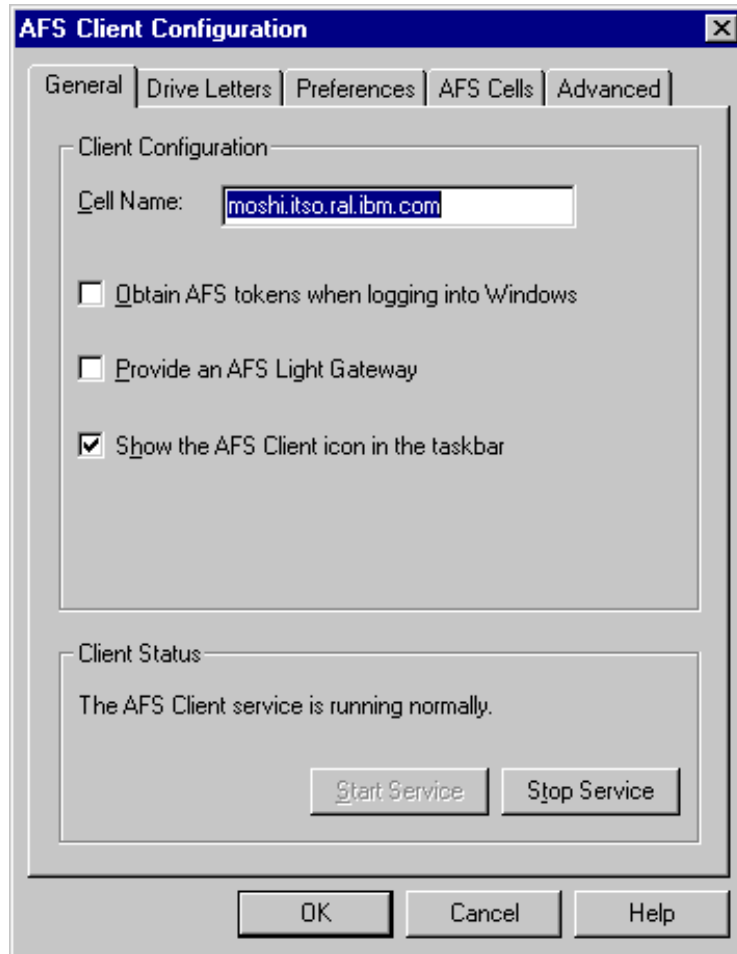 AFS Client Configuration
General Drive Letters Preferences AFS Cells Advanced
Client Configuration
Cell Name: moshi.itso.ral.ibm.com
Obtain AFS tokens when logging into Windows
Provide an AFS Light Gateway
Show the AFS Client icon in the taskbar
Client Status
The AFS Client service is running normally.
Start Service Stop Service
OK Cancel Help